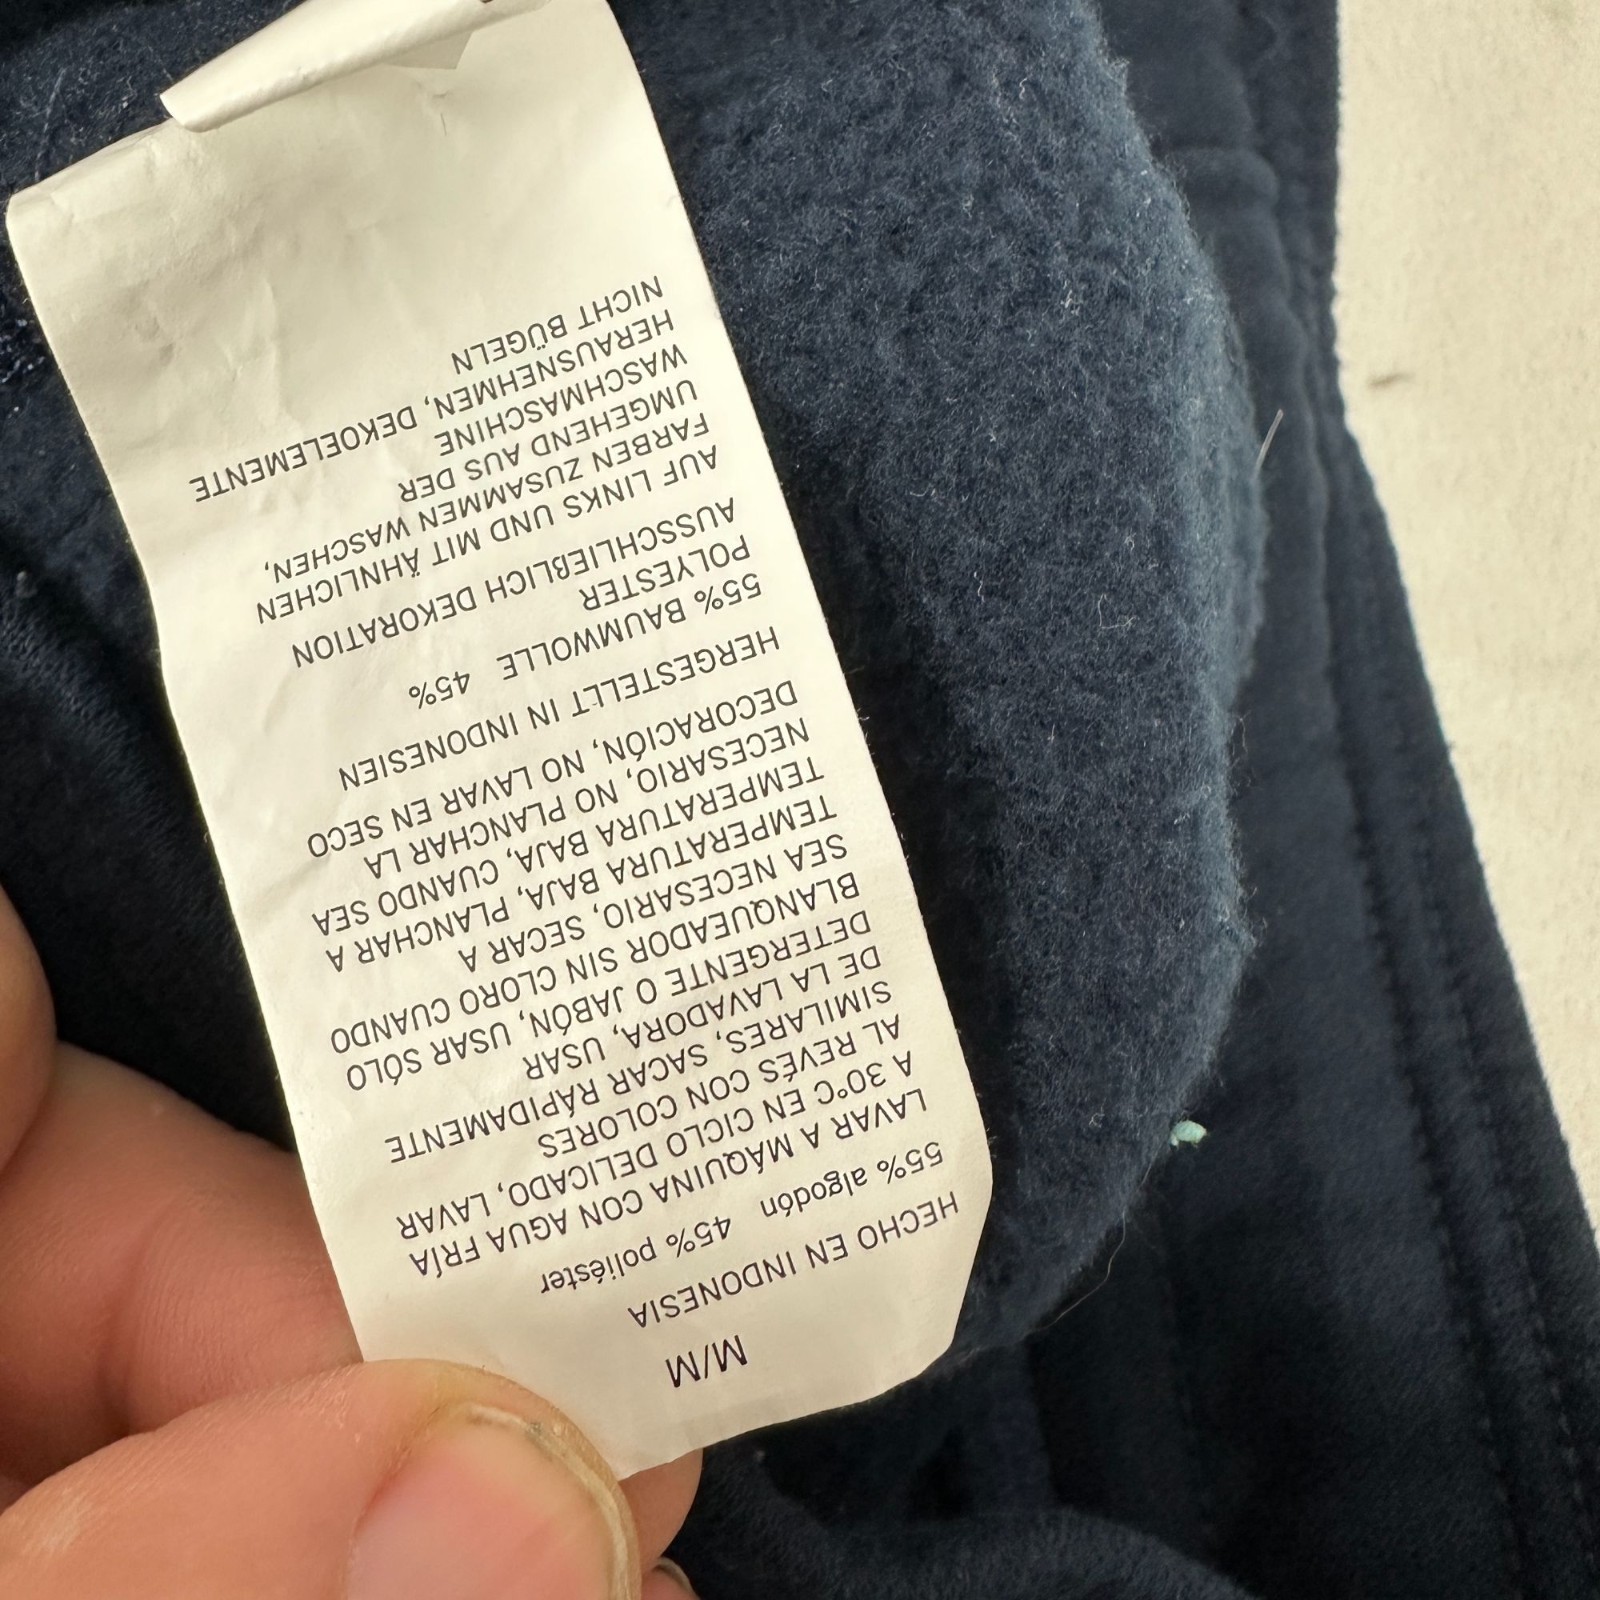 M/M
HECHO EN INDONESIA
55% algodón 45% poliéster
LAVAR A MÁQUINA CON AGUA FRÍA
A 30ºC EN CICLO DELICADO, LAVAR
AL REVÉS CON COLORES
SIMILARES, SACAR RÁPIDAMENTE
DE LA LAVADORA, USAR
DETERGENTE O JABÓN, USAR SÓLO
BLANQUEADOR SIN CLORO CUANDO
SEA NECESARIO, SECAR A
TEMPERATURA BAJA, PLANCHAR A
TEMPERATURA BAJA, CUANDO SEA
NECESARIO, NO PLANCHAR LA
DECORACIÓN, NO LAVAR EN SECO
HERGESTELLT IN INDONESIEN
55% BAUMWOLLE 45%
POLYESTER
AUSSCHLIEßLICH DEKORATION
AUF LINKS UND MIT ÄHNLICHEN
FARBEN ZUSAMMEN WASCHEN,
UMGEHEND AUS DER
WASCHMASCHINE
HERAUSNEHMEN, DEKOELEMENTE
NICHT BÜGELN